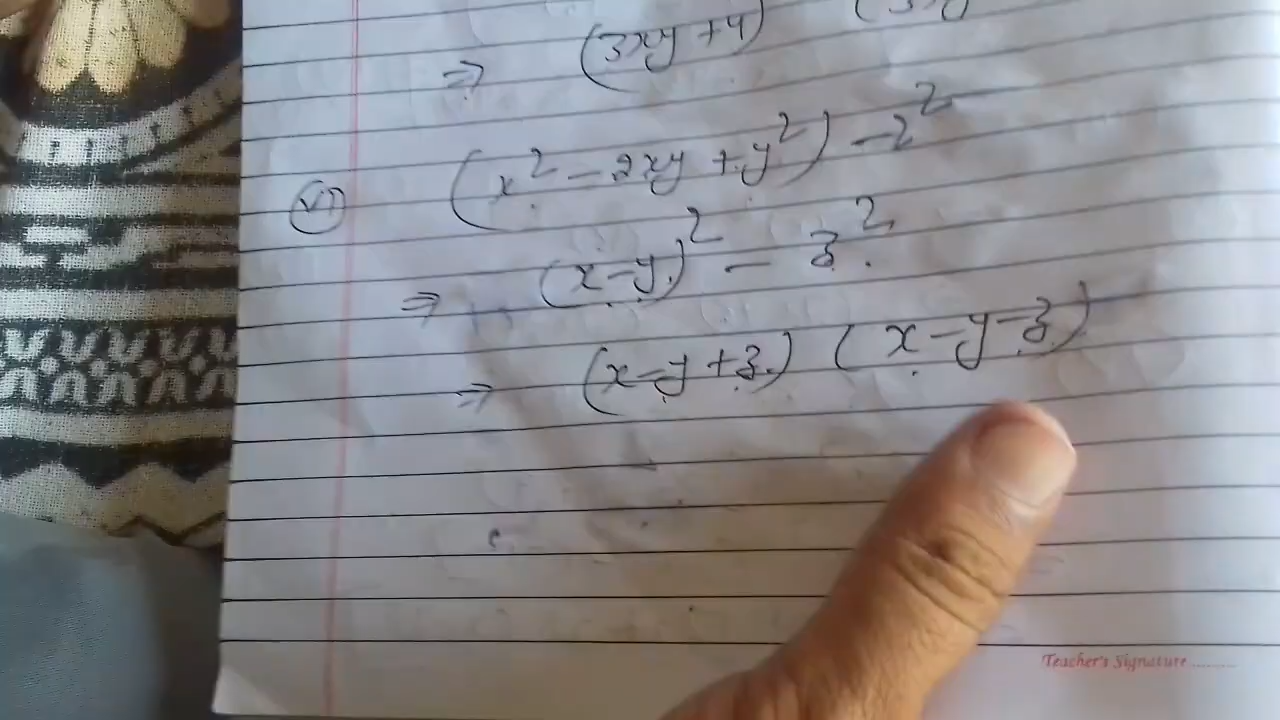 ⇒ (3xy + 4)
(vi) (x² - 2xy + y²) - z²
⇒ (x - y)² - z²
⇒ (x - y + z) (x - y - z)
Teacher's Signature ..........